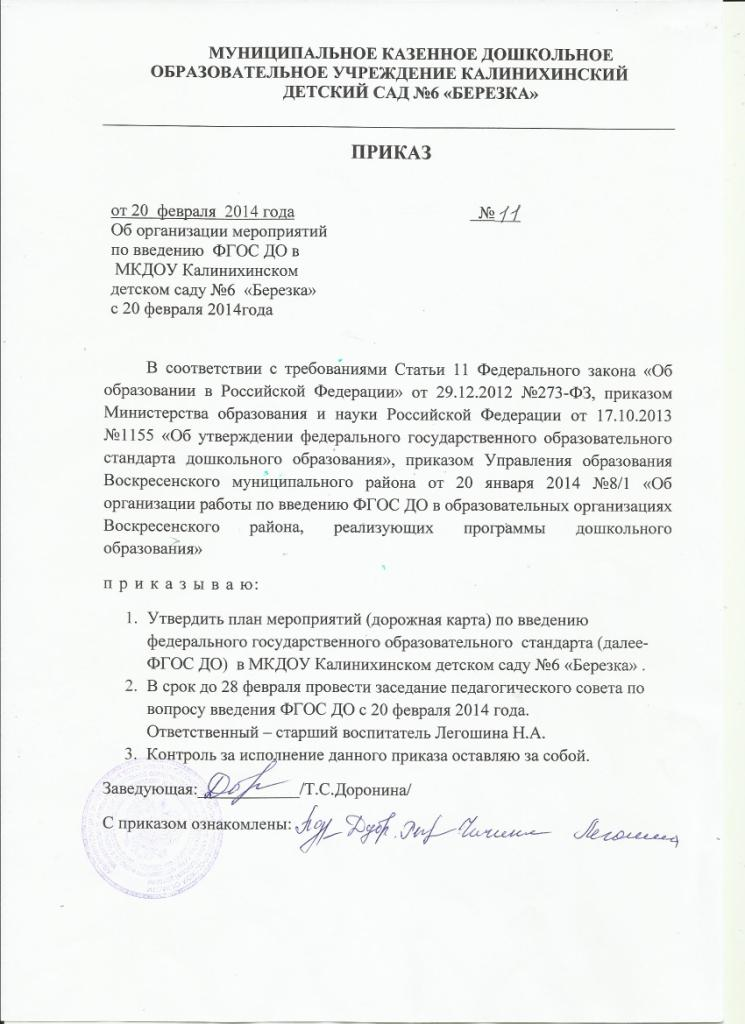 МУНИЦИПАЛЬНОЕ КАЗЕННОЕ ДОШКОЛЬНОЕ
ОБРАЗОВАТЕЛЬНОЕ УЧРЕЖДЕНИЕ КАЛИНИХИНСКИЙ
ДЕТСКИЙ САД №6 «БЕРЕЗКА»
ПРИКАЗ
от 20 февраля 2014 года № 11
Об организации мероприятий
по введению ФГОС ДО в
МКДОУ Калинихинском
детском саду №6 «Березка»
с 20 февраля 2014года
В соответствии с требованиями Статьи 11 Федерального закона «Об
образовании в Российской Федерации» от 29.12.2012 №273-ФЗ, приказом
Министерства образования и науки Российской Федерации от 17.10.2013
№1155 «Об утверждении федерального государственного образовательного
стандарта дошкольного образования», приказом Управления образования
Воскресенского муниципального района от 20 января 2014 №8/1 «Об
организации работы по введению ФГОС ДО в образовательных организациях
Воскресенского района, реализующих программы дошкольного
образования»
п р и к а з ы в а ю:
1. Утвердить план мероприятий (дорожная карта) по введению
федерального государственного образовательного стандарта (далее-
ФГОС ДО) в МКДОУ Калинихинском детском саду №6 «Березка» .
2. В срок до 28 февраля провести заседание педагогического совета по
вопросу введения ФГОС ДО с 20 февраля 2014 года.
Ответственный – старший воспитатель Легошина Н.А.
3. Контроль за исполнение данного приказа оставляю за собой.
Заведующая: /Т.С.Доронина/
С приказом ознакомлены: Легошина